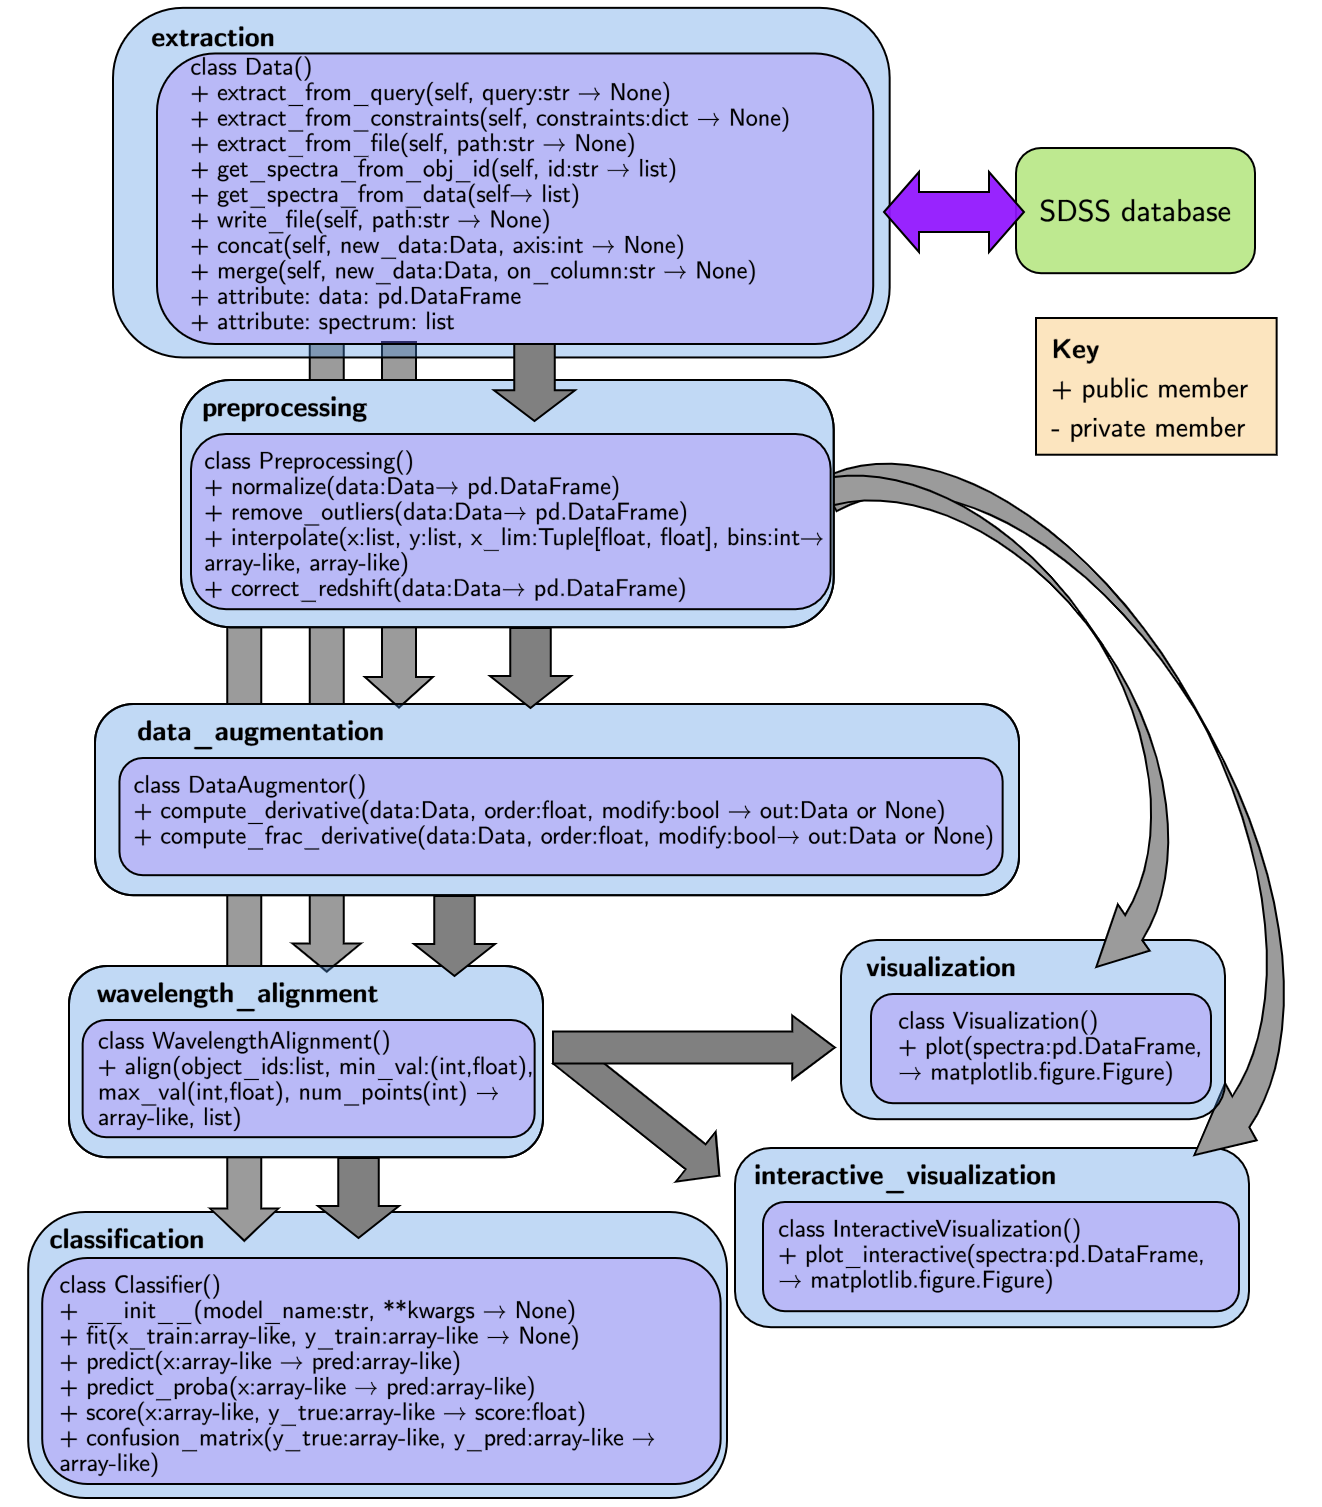 extraction
class Data()
+ extract_from_query(self, query:str → None)
+ extract_from_constraints(self, constraints:dict → None)
+ extract_from_file(self, path:str → None)
+ get_spectra_from_obj_id(self, id:str → list)
+ get_spectra_from_data(self→ list)
+ write_file(self, path:str → None)
+ concat(self, new_data:Data, axis:int → None)
+ merge(self, new_data:Data, on_column:str → None)
+ attribute: data: pd.DataFrame
+ attribute: spectrum: list
SDSS database
Key
+ public member
- private member
preprocessing
class Preprocessing()
+ normalize(data:Data→ pd.DataFrame)
+ remove_outliers(data:Data→ pd.DataFrame)
+ interpolate(x:list, y:list, x_lim:Tuple[float, float], bins:int→
array-like, array-like)
+ correct_redshift(data:Data→ pd.DataFrame)
data_augmentation
class DataAugmentor()
+ compute_derivative(data:Data, order:float, modify:bool → out:Data or None)
+ compute_frac_derivative(data:Data, order:float, modify:bool→ out:Data or None)
wavelength_alignment
class WavelengthAlignment()
+ align(object_ids:list, min_val:(int,float),
max_val(int,float), num_points(int) →
array-like, list)
visualization
class Visualization()
+ plot(spectra:pd.DataFrame,
→ matplotlib.figure.Figure)
interactive_visualization
class InteractiveVisualization()
+ plot_interactive(spectra:pd.DataFrame,
→ matplotlib.figure.Figure)
classification
class Classifier()
+ __init__(model_name:str, **kwargs → None)
+ fit(x_train:array-like, y_train:array-like → None)
+ predict(x:array-like → pred:array-like)
+ predict_proba(x:array-like → pred:array-like)
+ score(x:array-like, y_true:array-like → score:float)
+ confusion_matrix(y_true:array-like, y_pred:array-like →
array-like)